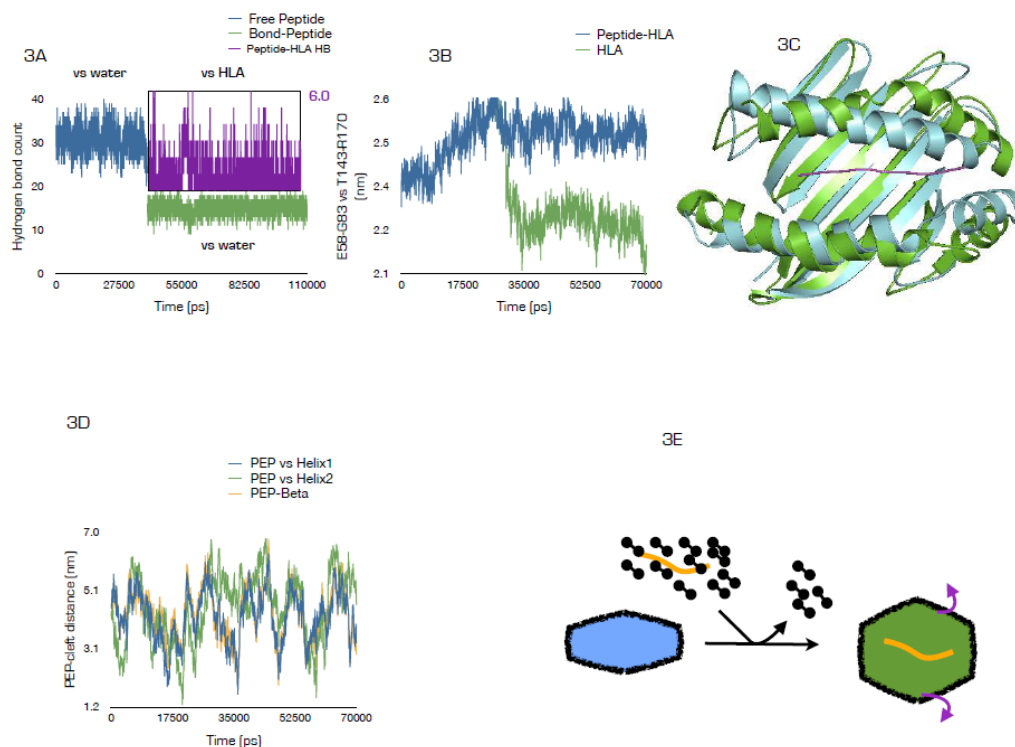 3A
Free Peptide
Bond-Peptide
Peptide-HLA HB
vs water
vs HLA
6.0
40
30
20
10
0
Hydrogen bond count
vs water
0
27500
55000
82500
110000
Time (ps)
3B
Peptide-HLA
HLA
2.6
2.5
2.4
2.2
2.1
E58-G83 vs T143-R170
[nm]
0
17500
35000
52500
70000
Time (ps)
3C
3D
PEP vs Helix1
PEP vs Helix2
PEP-Beta
7.0
5.1
3.1
1.2
PEP-cleft distance (nm)
0
17500
35000
52500
70000
Time (ps)
3E